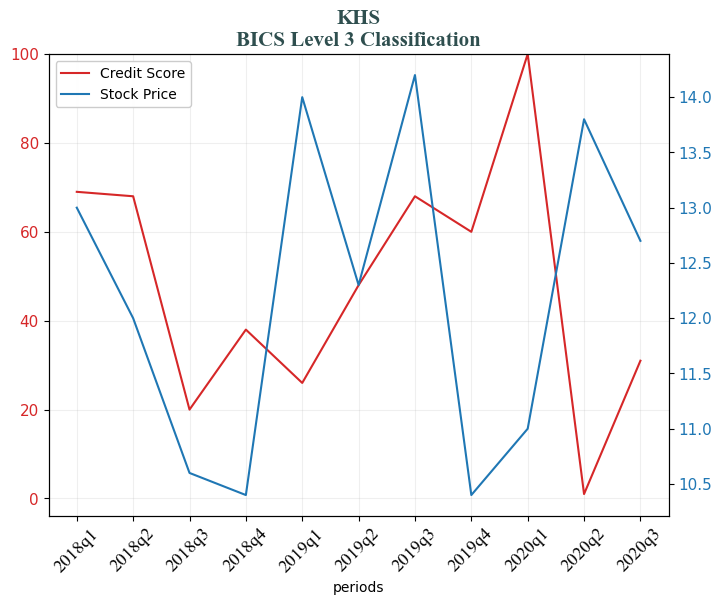 KHS
BICS Level 3 Classification
Credit Score
Stock Price
100
80
60
40
20
0
14.0
13.5
13.0
12.5
12.0
11.5
11.0
10.5
2018q1
2018q2
2018q3
2018q4
2019q1
2019q2
2019q3
2019q4
2020q1
2020q2
2020q3
periods